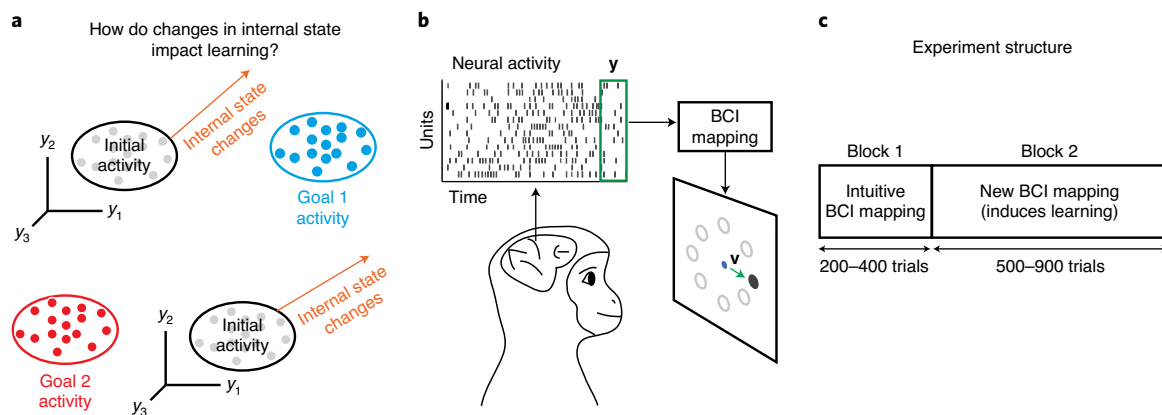 a
How do changes in internal state
impact learning?
Internal state
changes
y2
y1
y3
Initial
activity
Goal 1
activity
Internal state
changes
y2
y1
y3
Initial
activity
Goal 2
activity
b
Neural activity
y
Units
Time
BCI
mapping
v
c
Experiment structure
Block 1
Block 2
Intuitive
BCI mapping
New BCI mapping
(induces learning)
200–400 trials
500–900 trials